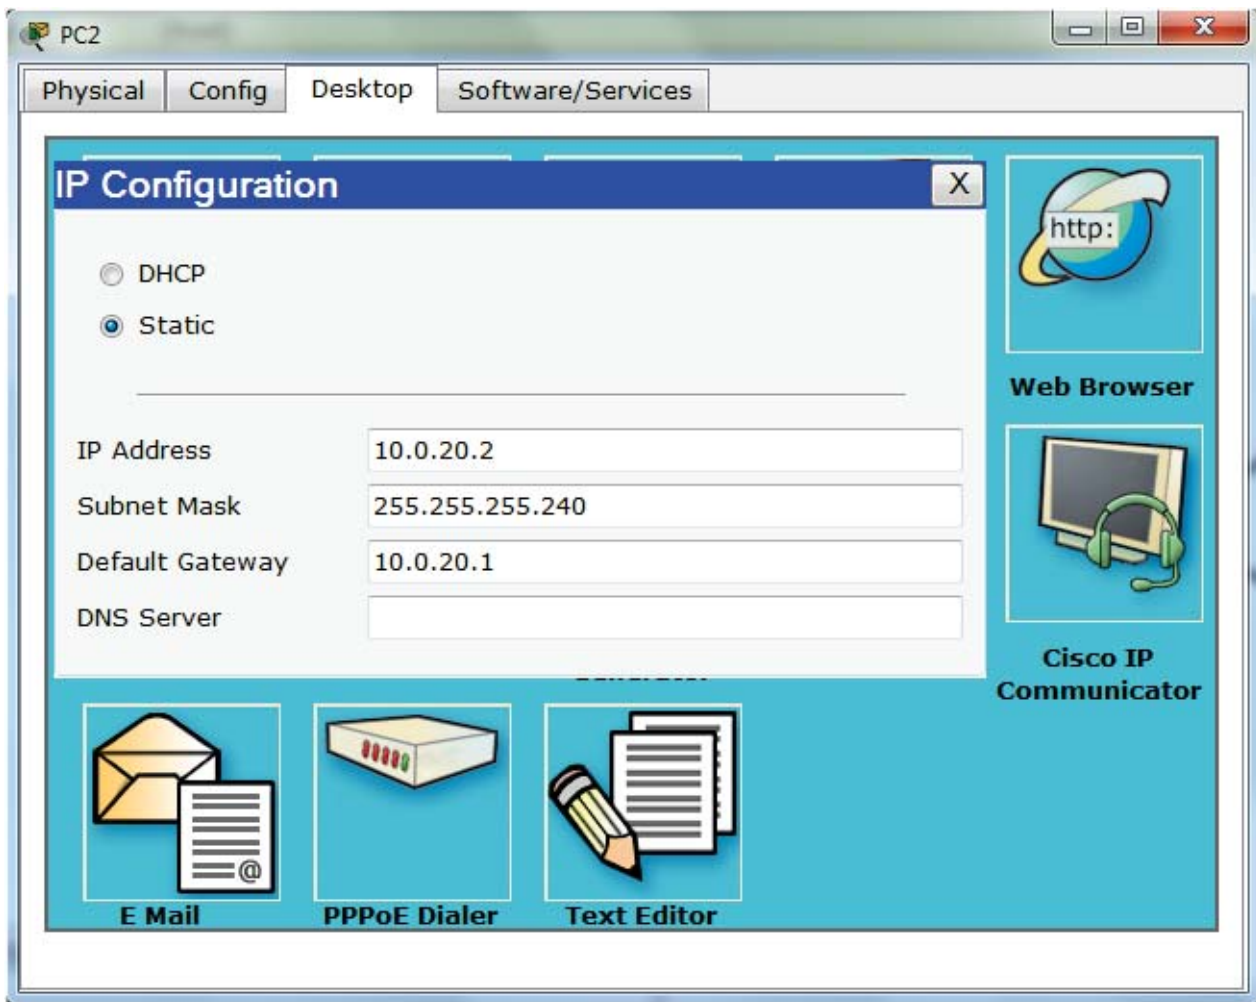 PC2
Physical Config Desktop Software/Services
IP Configuration X
DHCP
Static
IP Address 10.0.20.2
Subnet Mask 255.255.255.240
Default Gateway 10.0.20.1
DNS Server
http:
Web Browser
Cisco IP
Communicator
@
E Mail
PPPoE Dialer
Text Editor